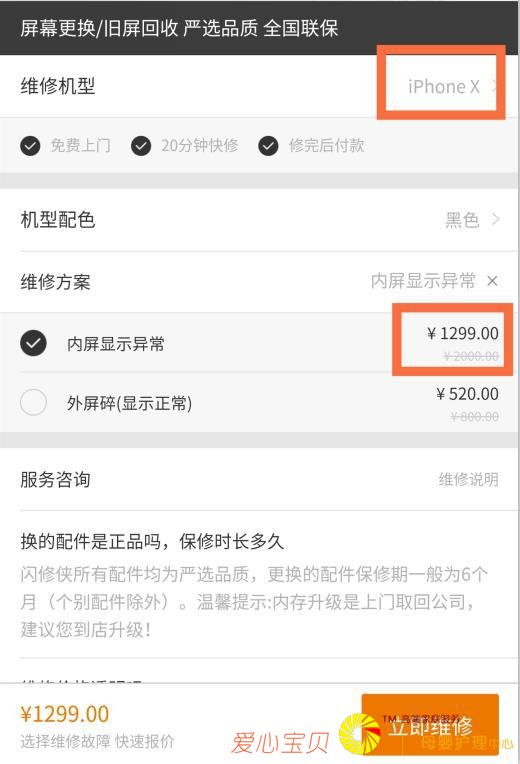 屏幕更换/旧屏回收 严选品质 全国联保
维修机型 iPhone X
免费上门 20分钟快修 修完后付款
机型配色 黑色
维修方案 内屏显示异常 ×
内屏显示异常 ¥1299.00
¥2000.00
外屏碎(显示正常) ¥520.00
¥800.00
服务咨询 维修说明
换的配件是正品吗，保修时长多久
闪修侠所有配件均为严选品质，更换的配件保修期一般为6个
月（个别配件除外）。温馨提示:内存升级是上门取回公司，
建议您到店升级！
¥1299.00
选择维修故障 快速报价
立即维修
爱心宝贝
TM 高端家庭服务
母婴护理中心